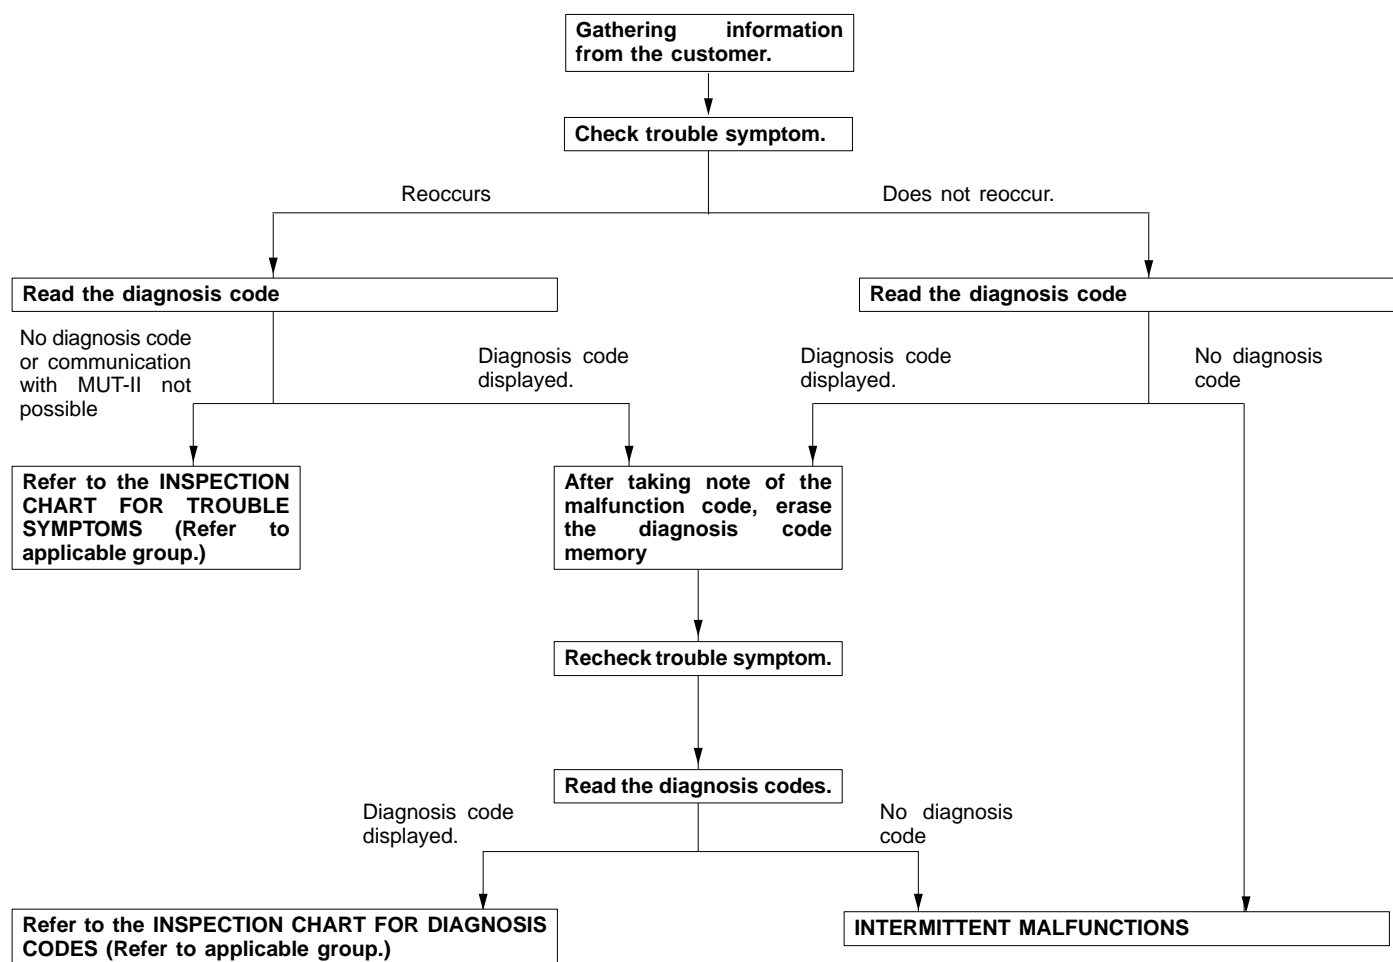 Gathering information
from the customer.
Check trouble symptom.
Reoccurs
Does not reoccur.
Read the diagnosis code
Read the diagnosis code
No diagnosis code
or communication
with MUT-II not
possible
Diagnosis code
displayed.
Diagnosis code
displayed.
No diagnosis
code
Refer to the INSPECTION
CHART FOR TROUBLE
SYMPTOMS (Refer to
applicable group.)
After taking note of the
malfunction code, erase
the diagnosis code
memory
Recheck trouble symptom.
Read the diagnosis codes.
Diagnosis code
displayed.
No diagnosis
code
Refer to the INSPECTION CHART FOR DIAGNOSIS
CODES (Refer to applicable group.)
INTERMITTENT MALFUNCTIONS